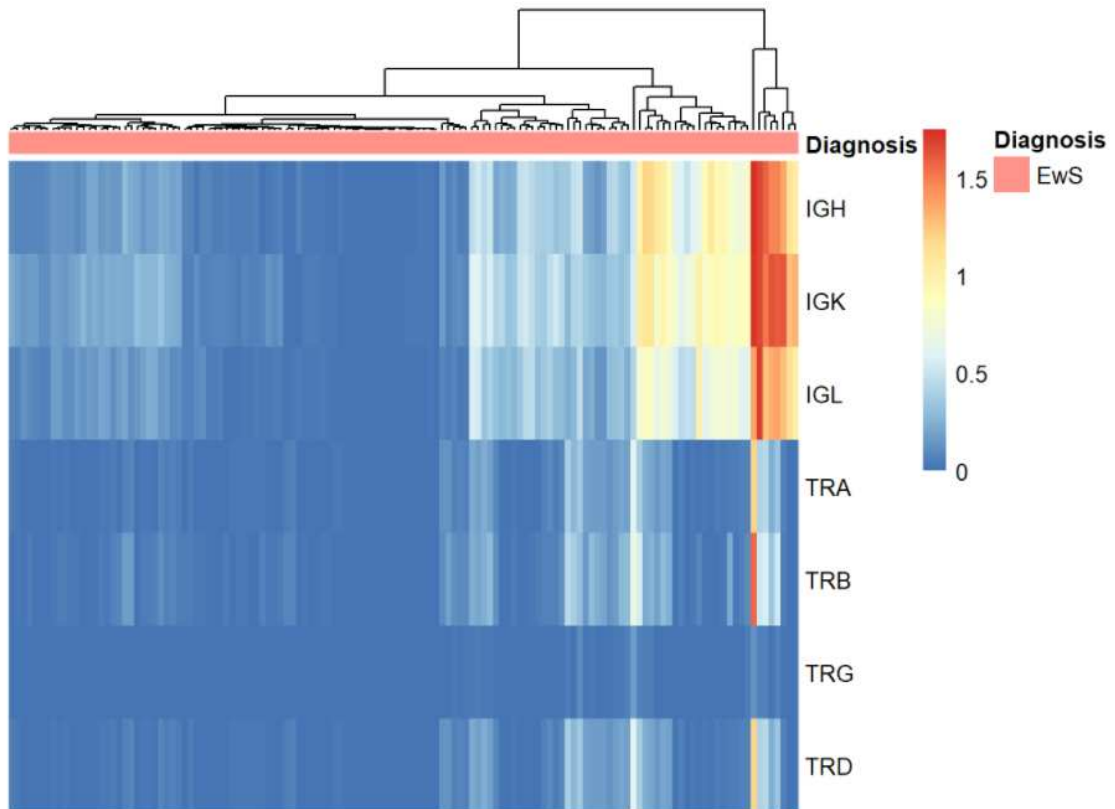 Diagnosis
IGH
IGK
IGL
TRA
TRB
TRG
TRD
1.5
1
0.5
0
Diagnosis
EwS